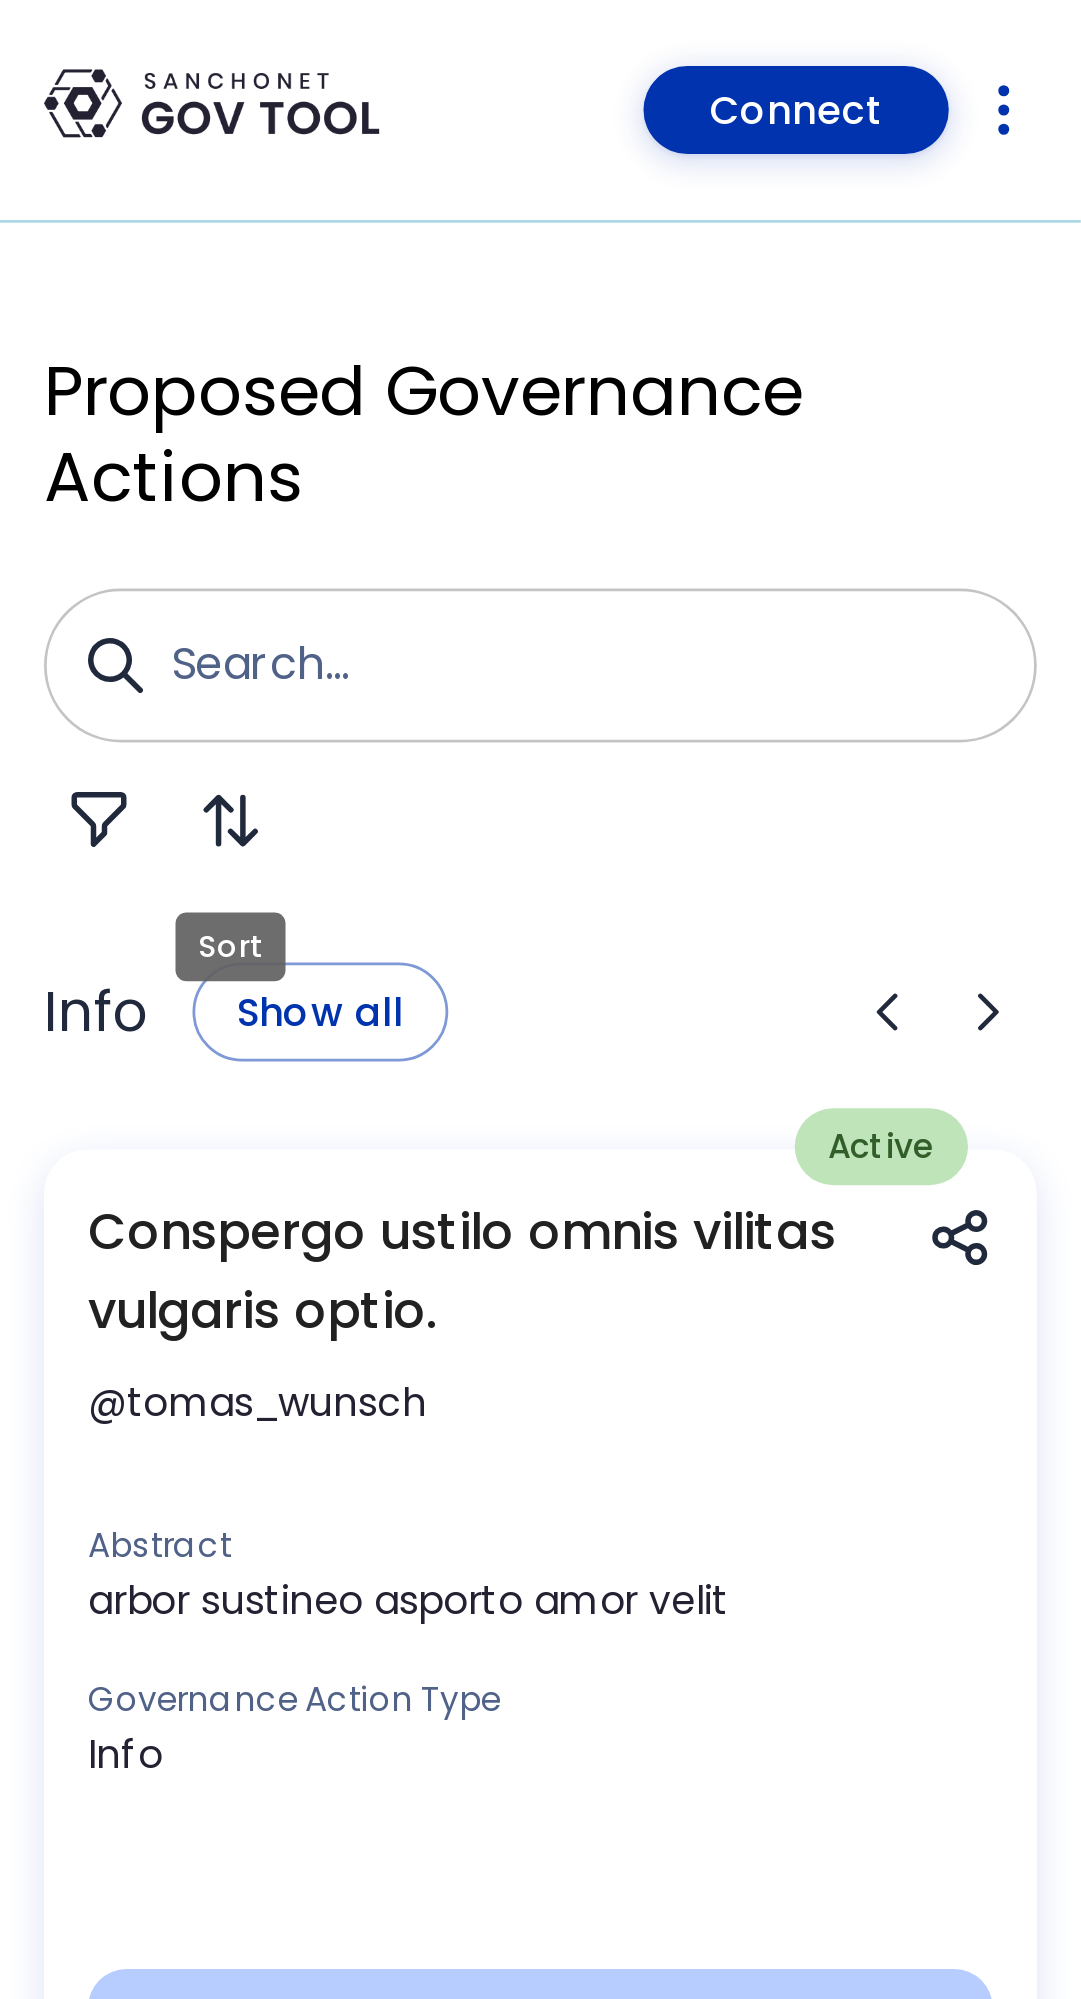 SANCHONET
GOV TOOL
Connect
Proposed Governance
Actions
Search...
Sort
Info
Show all
Active
Conspergo ustilo omnis vilitas
vulgaris optio.
@tomas_wunsch
Abstract
arbor sustineo asporto amor velit
Governance Action Type
Info